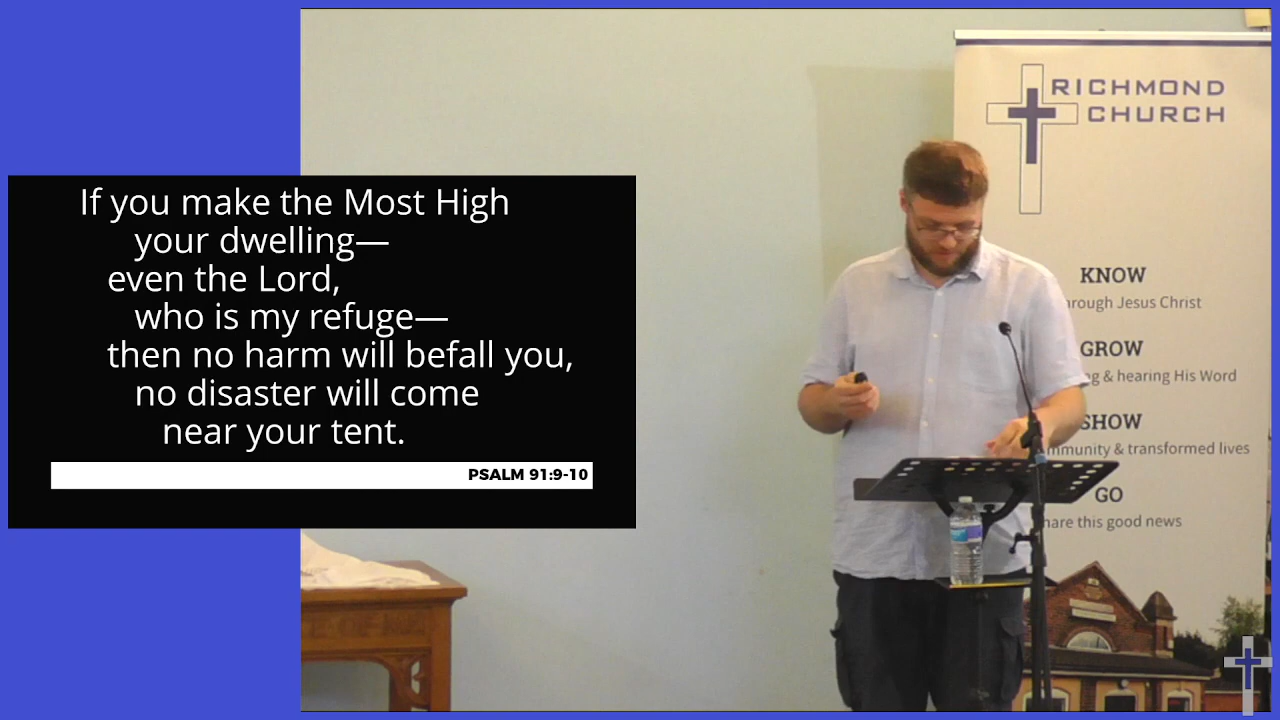 If you make the Most High
your dwelling—
even the Lord,
who is my refuge—
then no harm will befall you,
no disaster will come
near your tent.
PSALM 91:9-10
RICHMOND
CHURCH
KNOW
rough Jesus Christ
GROW
& hearing His Word
SHOW
mmunity & transformed lives
GO
hare this good news